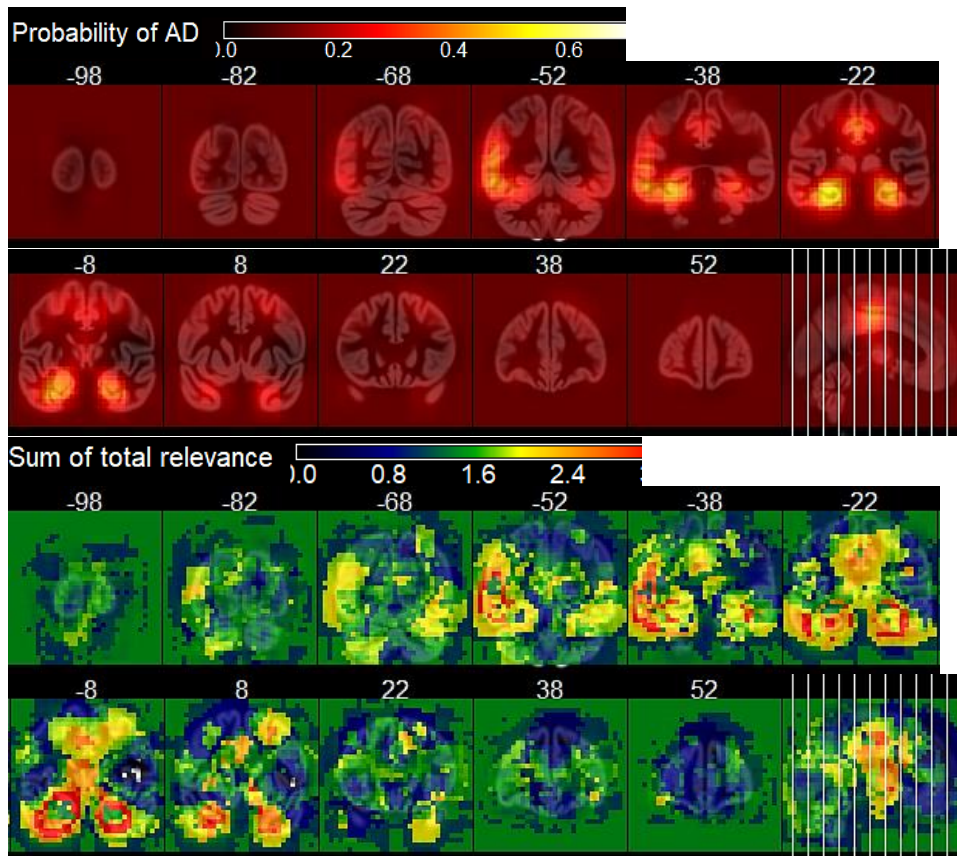 Probability of AD
).0 0.2 0.4 0.6
-98 -82 -68 -52 -38 -22
-8 8 22 38 52
Sum of total relevance
).0 0.8 1.6 2.4
-98 -82 -68 -52 -38 -22
-8 8 22 38 52